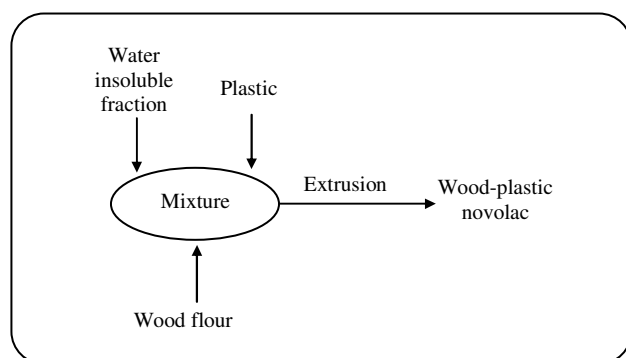 Water
insoluble
fraction
Plastic
Extrusion
Mixture
Wood-plastic
novolac
Wood flour